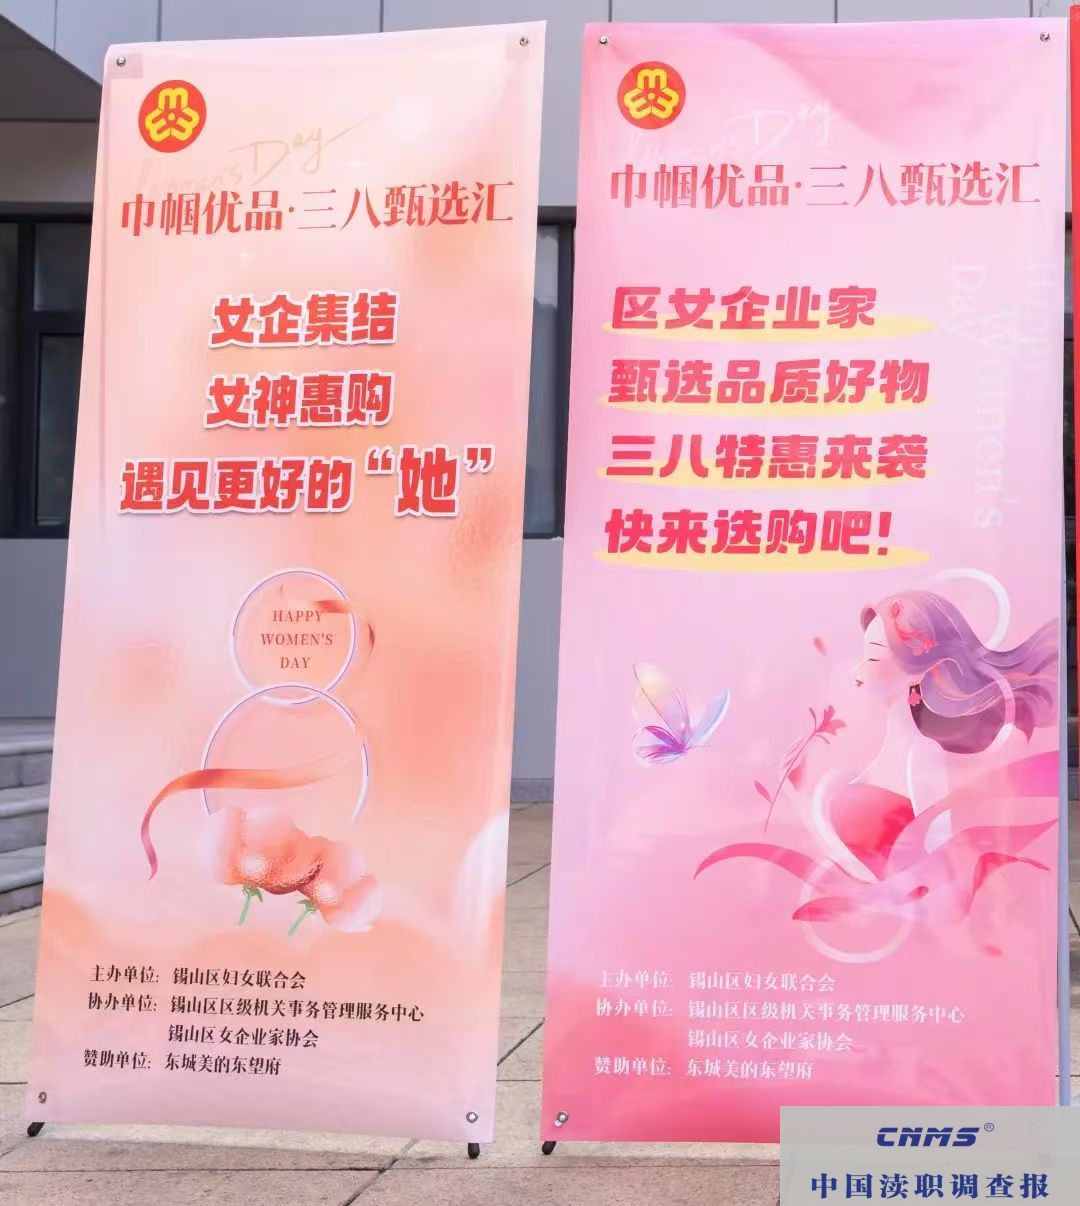 Women's Day
巾帼优品·三八甄选汇
女企集结
女神惠购
遇见更好的“她”
HAPPY
WOMEN'S
DAY
主办单位：锡山区妇女联合会
协办单位：锡山区区级机关事务管理服务中心
锡山区女企业家协会
赞助单位：东城美的东望府
Women's Day
巾帼优品·三八甄选汇
区女企业家
甄选品质好物
三八特惠来袭
快来选购吧！
Happy
Women's
Day
主办单位：锡山区妇女联合会
协办单位：锡山区区级机关事务管理服务中心
锡山区女企业家协会
赞助单位：东城美的东望府
CNMS®
中国渎职调查报